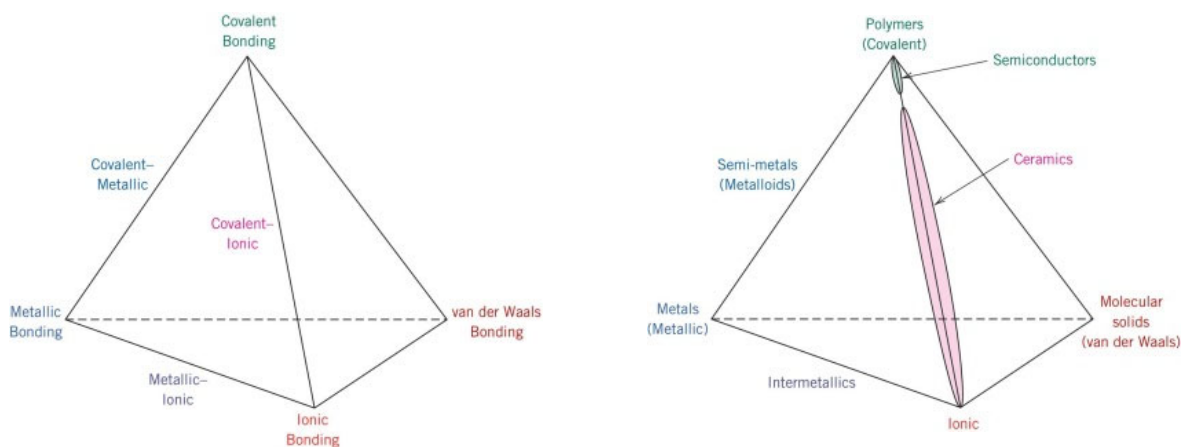 Covalent
Bonding
Covalent–
Metallic
Covalent–
Ionic
Metallic
Bonding
van der Waals
Bonding
Metallic–
Ionic
Ionic
Bonding
Polymers
(Covalent)
Semiconductors
Semi-metals
(Metalloids)
Ceramics
Metals
(Metallic)
Molecular
solids
(van der Waals)
Intermetallics
Ionic